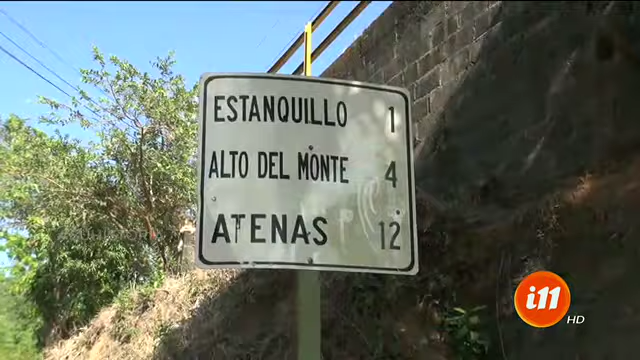 ESTANQUILLO 1
ALTO DEL MONTE 4
ATENAS 12
i11
HD